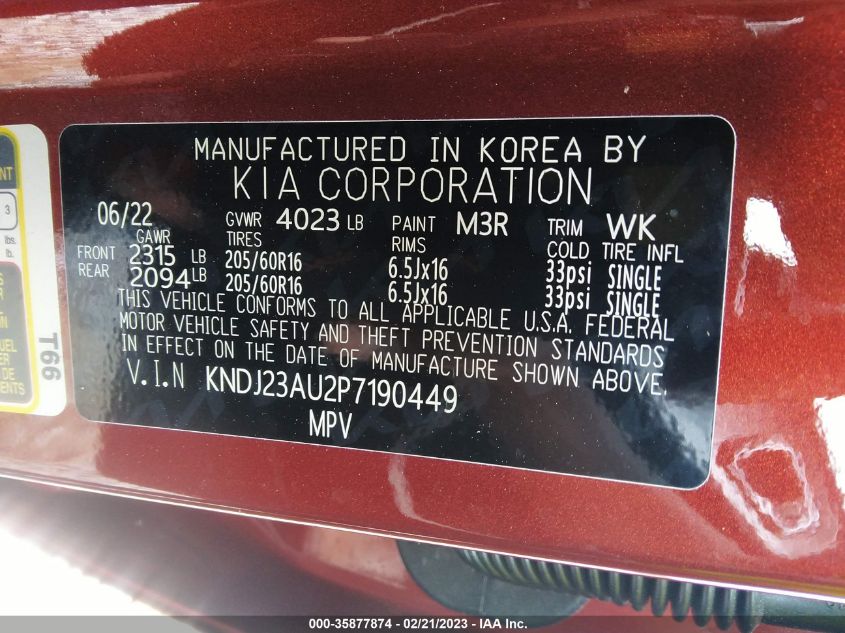 MANUFACTURED IN KOREA BY
KIA CORPORATION
06/22 GVWR 4023 LB PAINT M3R TRIM WK
GAWR TIRES RIMS COLD TIRE INFL
FRONT 2315 LB 205/60R16 6.5Jx16 33psi SINGLE
REAR 2094 LB 205/60R16 6.5Jx16 33psi SINGLE
THIS VEHICLE CONFORMS TO ALL APPLICABLE U.S.A. FEDERAL
MOTOR VEHICLE SAFETY AND THEFT PREVENTION STANDARDS
IN EFFECT ON THE DATE OF MANUFACTURE SHOWN ABOVE.
V.I.N KNDJ23AU2P7190449
MPV
3
lbs.
lb.
T66
000-35877874 - 02/21/2023 - IAA Inc.